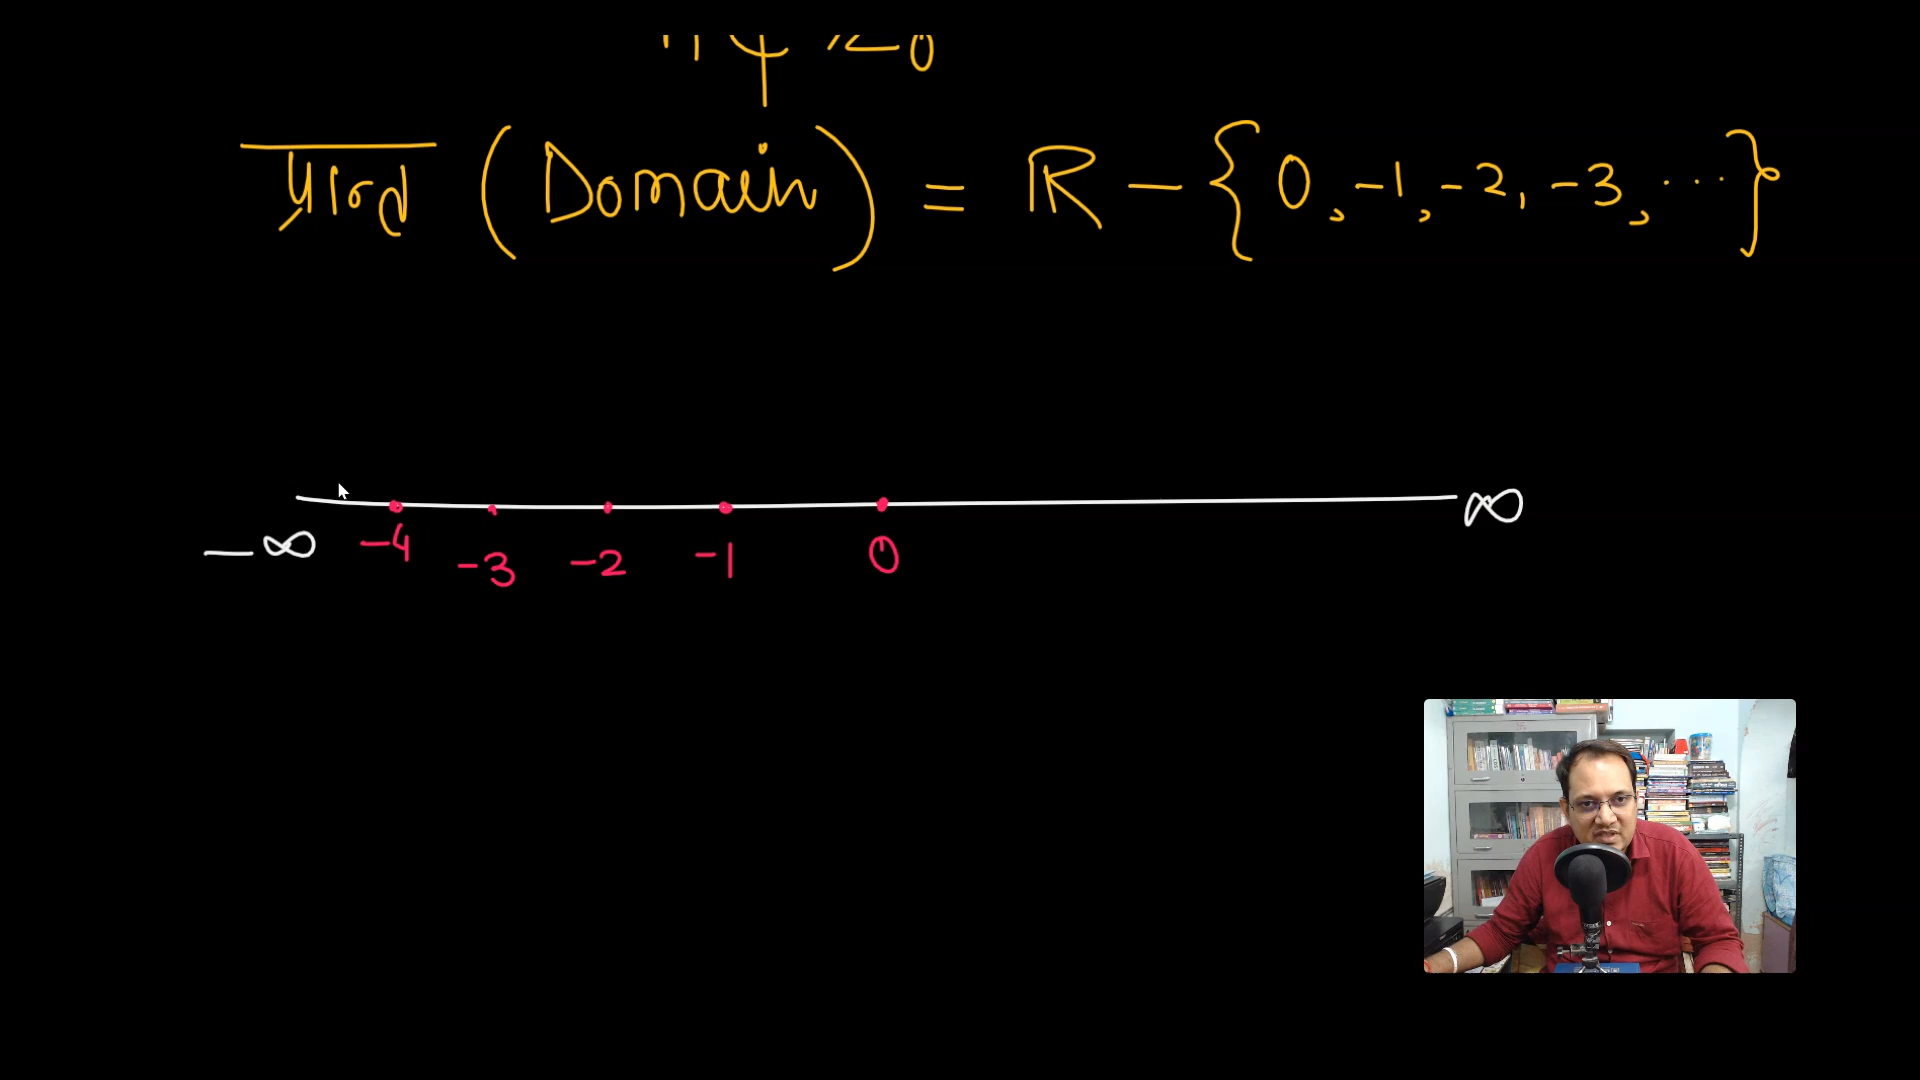 प्रांत (Domain) = ℝ - {0, -1, -2, -3, ...}
∞
-∞ -4 -3 -2 -1 0